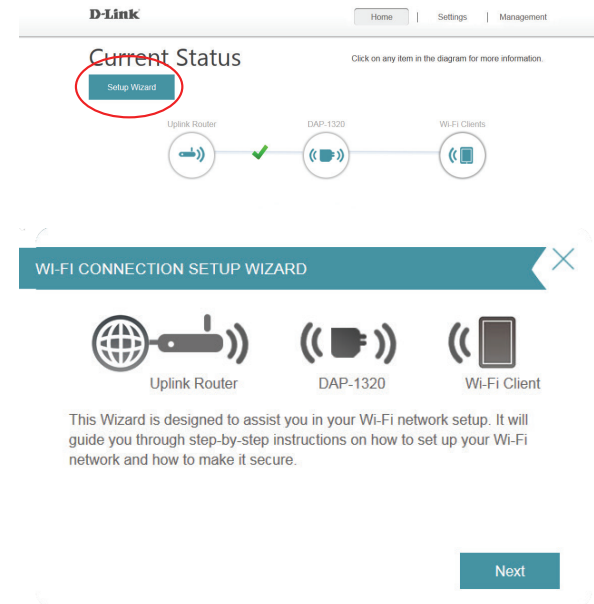 D-Link
Home | Settings | Management
Current Status
Click on any item in the diagram for more information.
Setup Wizard
Uplink Router
DAP-1320
Wi-Fi Clients
WI-FI CONNECTION SETUP WIZARD
Uplink Router
DAP-1320
Wi-Fi Client
This Wizard is designed to assist you in your Wi-Fi network setup. It will
guide you through step-by-step instructions on how to set up your Wi-Fi
network and how to make it secure.
Next